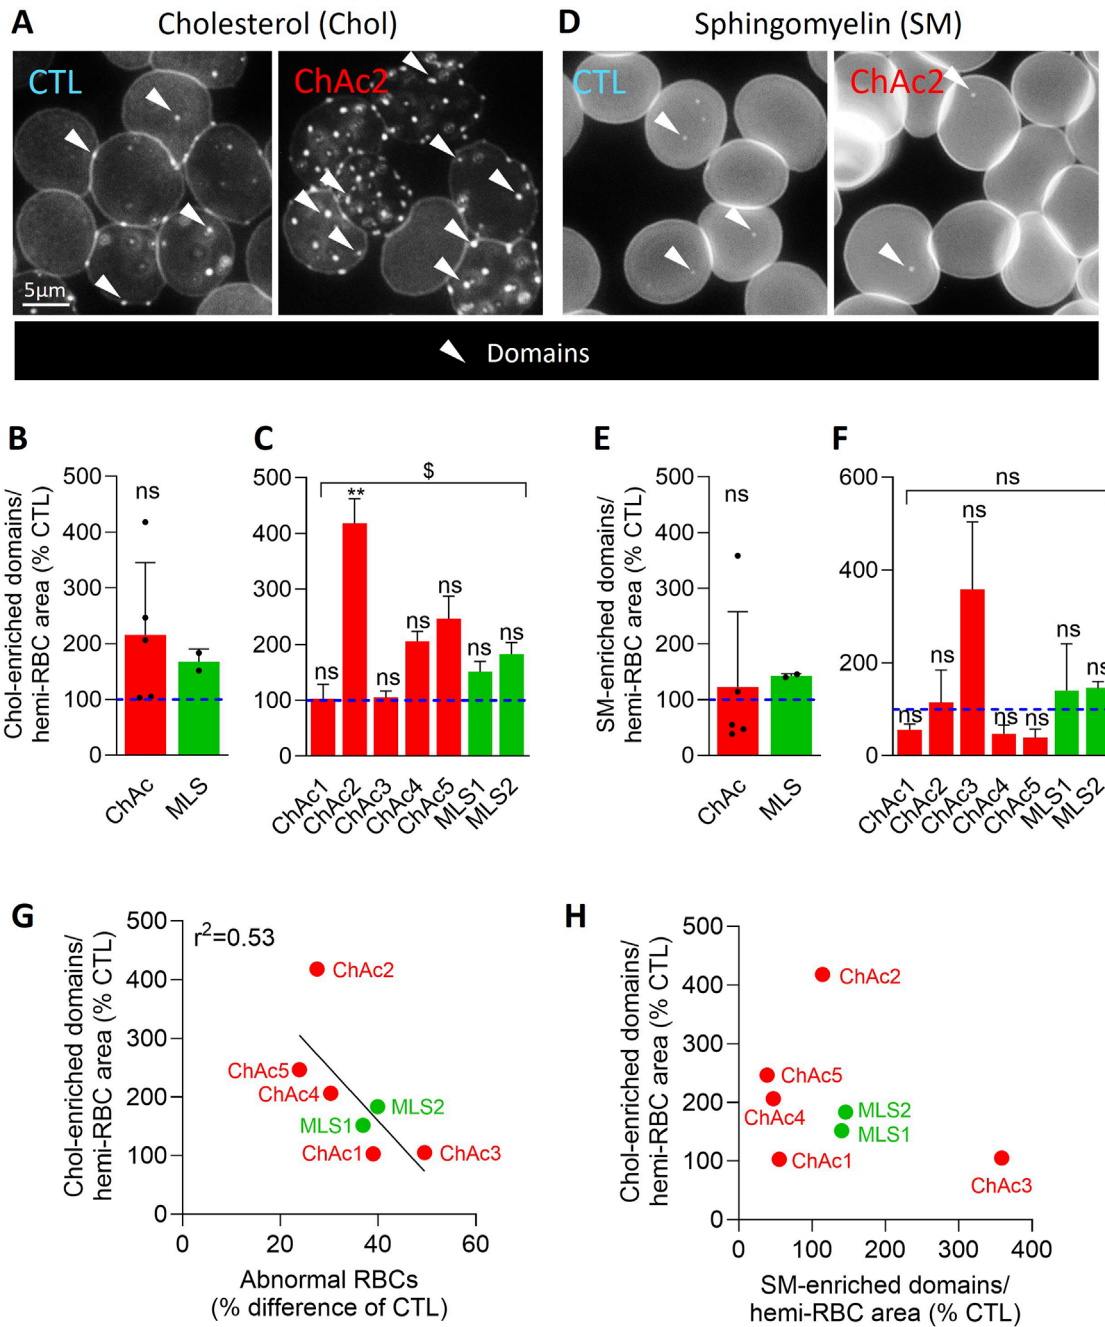 A Cholesterol (Chol)
CTL
ChAc2
5µm
D Sphingomyelin (SM)
CTL
ChAc2
Domains
B
Chol-enriched domains/
hemi-RBC area (% CTL)
500
400
300
200
100
0
ns
ChAc
MLS
C
500
400
300
200
100
0
$
ns
**
ns
ns
ns
ns
ns
ChAc1
ChAc2
ChAc3
ChAc4
ChAc5
MLS1
MLS2
E
SM-enriched domains/
hemi-RBC area (% CTL)
500
400
300
200
100
0
ns
ChAc
MLS
F
600
400
200
0
ns
ns
ns
ns
ns
ns
ns
ns
ChAc1
ChAc2
ChAc3
ChAc4
ChAc5
MLS1
MLS2
G
Chol-enriched domains/
hemi-RBC area (% CTL)
500
400
300
200
100
0
r²=0.53
ChAc2
ChAc5
ChAc4
MLS2
MLS1
ChAc1
ChAc3
0 20 40 60
Abnormal RBCs
(% difference of CTL)
H
Chol-enriched domains/
hemi-RBC area (% CTL)
500
400
300
200
100
0
ChAc2
ChAc5
ChAc4
MLS2
MLS1
ChAc1
ChAc3
0 100 200 300 400
SM-enriched domains/
hemi-RBC area (% CTL)